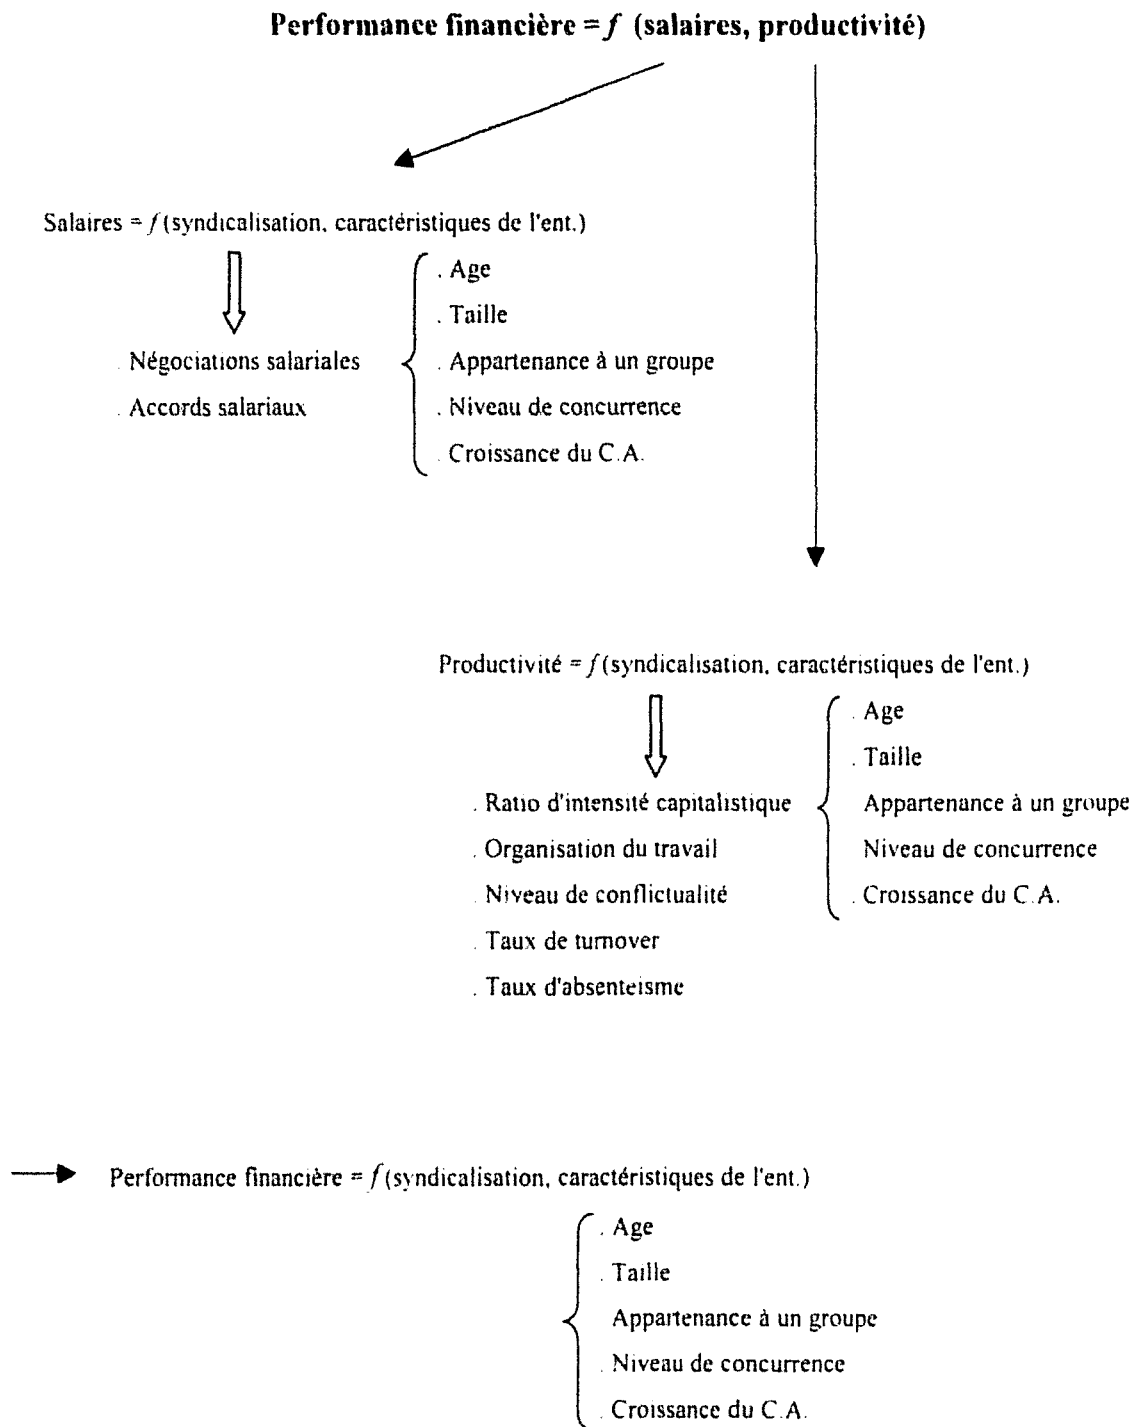 Performance financière = f (salaires, productivité)
Salaires = f (syndicalisation, caractéristiques de l'ent.)
. Négociations salariales
. Accords salariaux
. Age
. Taille
. Appartenance à un groupe
. Niveau de concurrence
. Croissance du C.A.
Productivité = f (syndicalisation, caractéristiques de l'ent.)
. Ratio d'intensité capitalistique
. Organisation du travail
. Niveau de conflictualité
. Taux de turnover
. Taux d'absenteisme
. Age
. Taille
Appartenance à un groupe
Niveau de concurrence
. Croissance du C.A.
Performance financière = f (syndicalisation, caractéristiques de l'ent.)
. Age
. Taille
Appartenance à un groupe
. Niveau de concurrence
. Croissance du C.A.